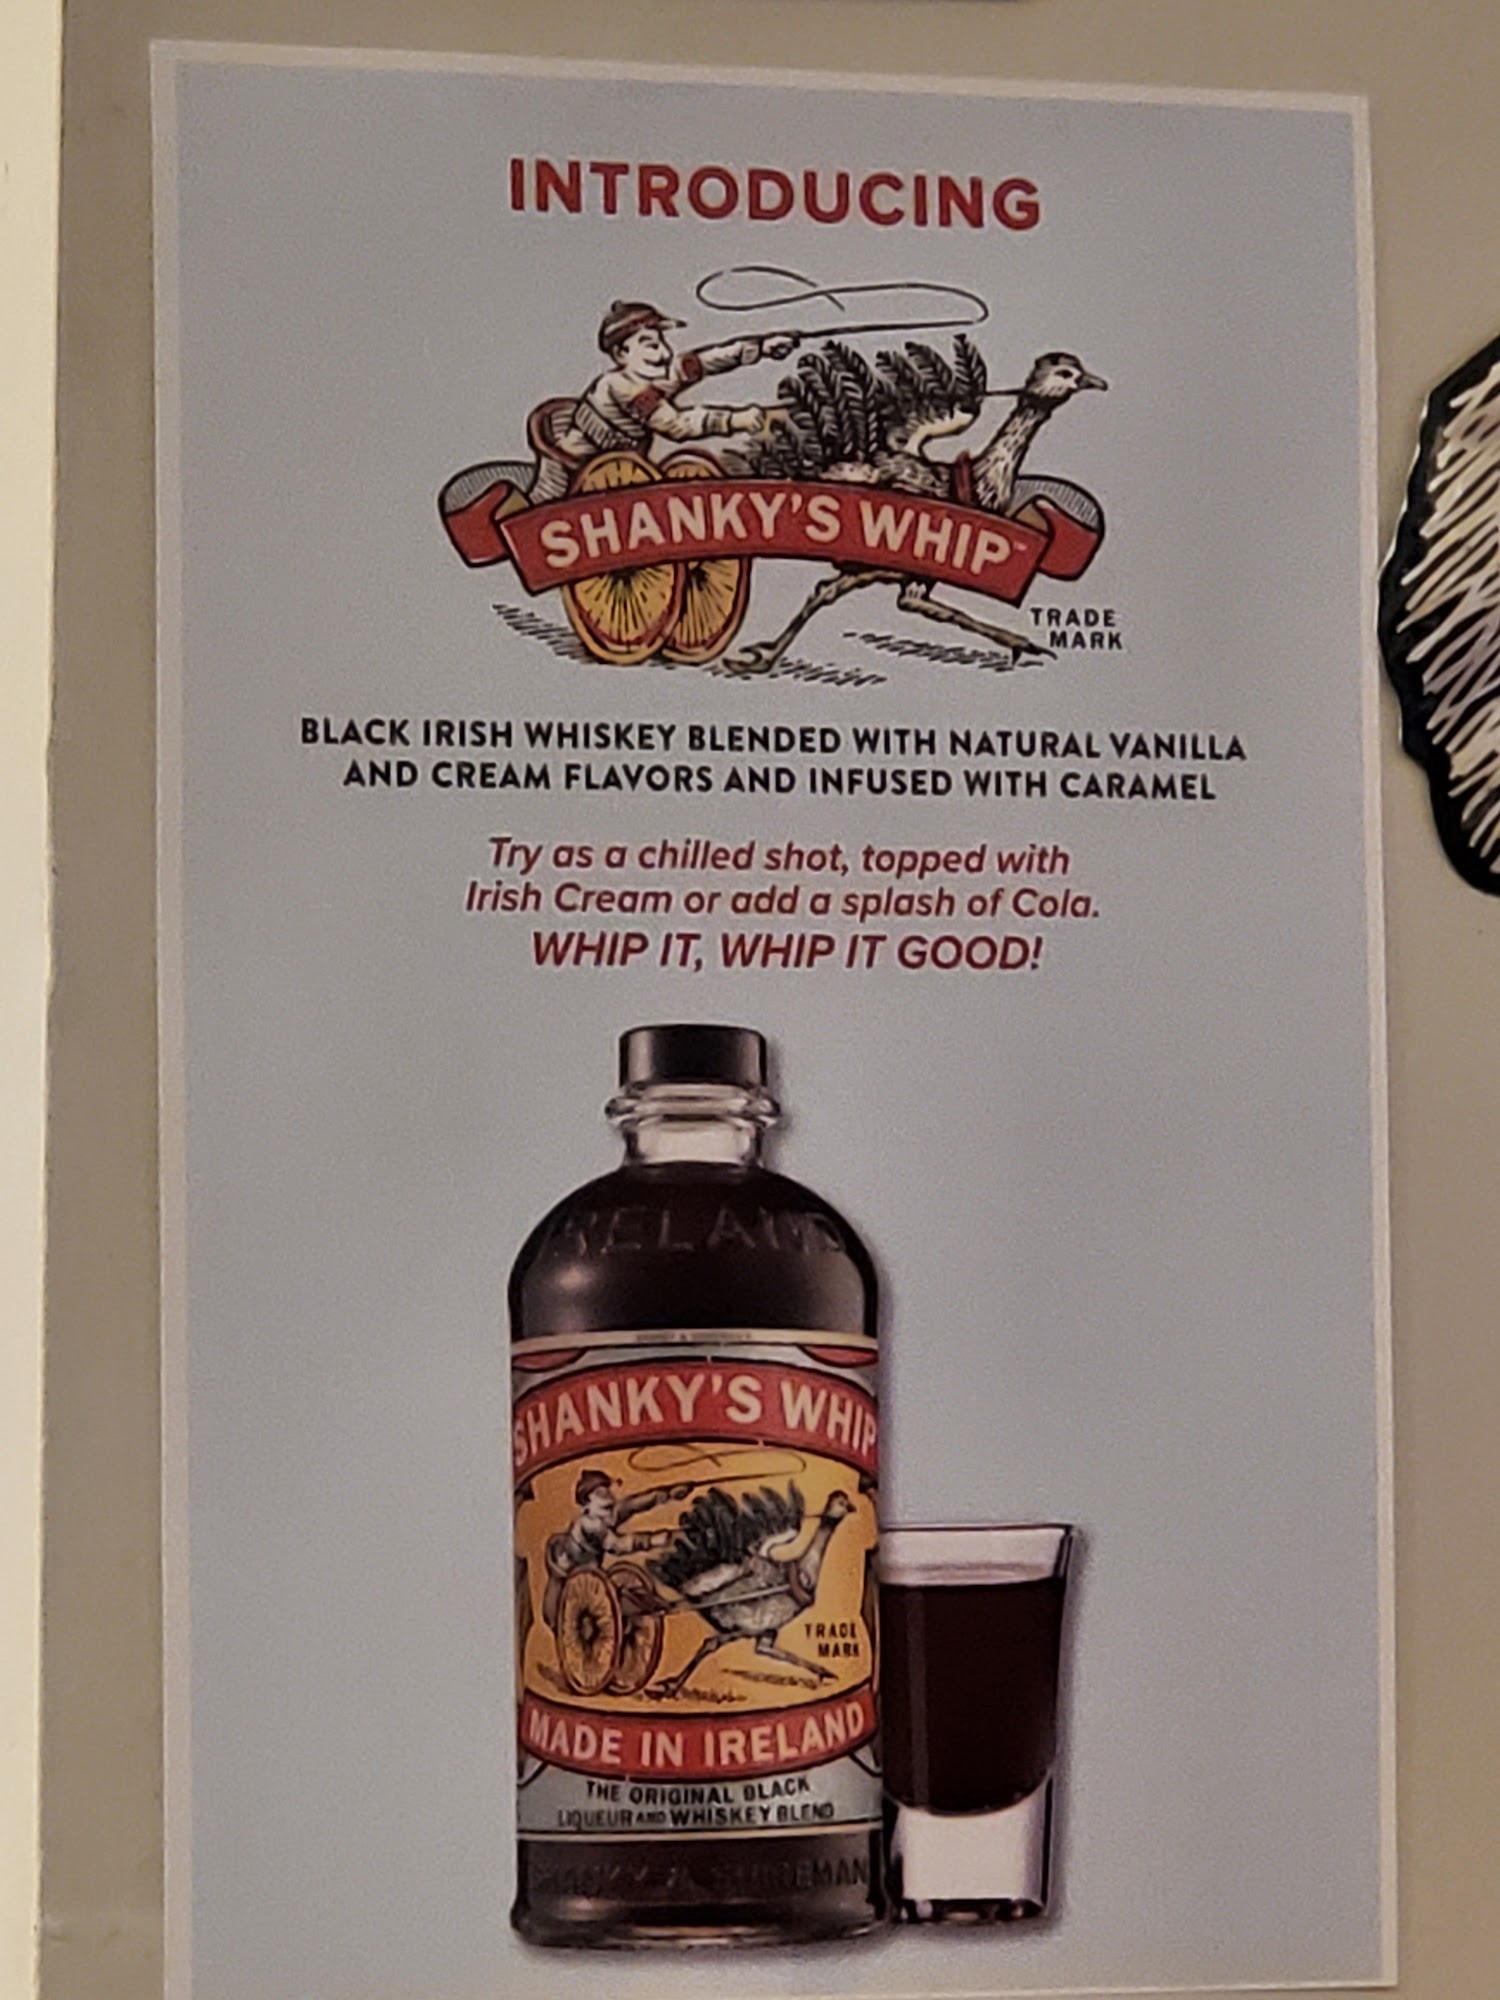 INTRODUCING
SHANKY'S WHIP™
TRADE
MARK
BLACK IRISH WHISKEY BLENDED WITH NATURAL VANILLA
AND CREAM FLAVORS AND INFUSED WITH CARAMEL
Try as a chilled shot, topped with
Irish Cream or add a splash of Cola.
WHIP IT, WHIP IT GOOD!
IRELAND
SHANKY'S WHIP
TRADE
MARK
MADE IN IRELAND
THE ORIGINAL BLACK
LIQUEUR AND WHISKEY BLEND